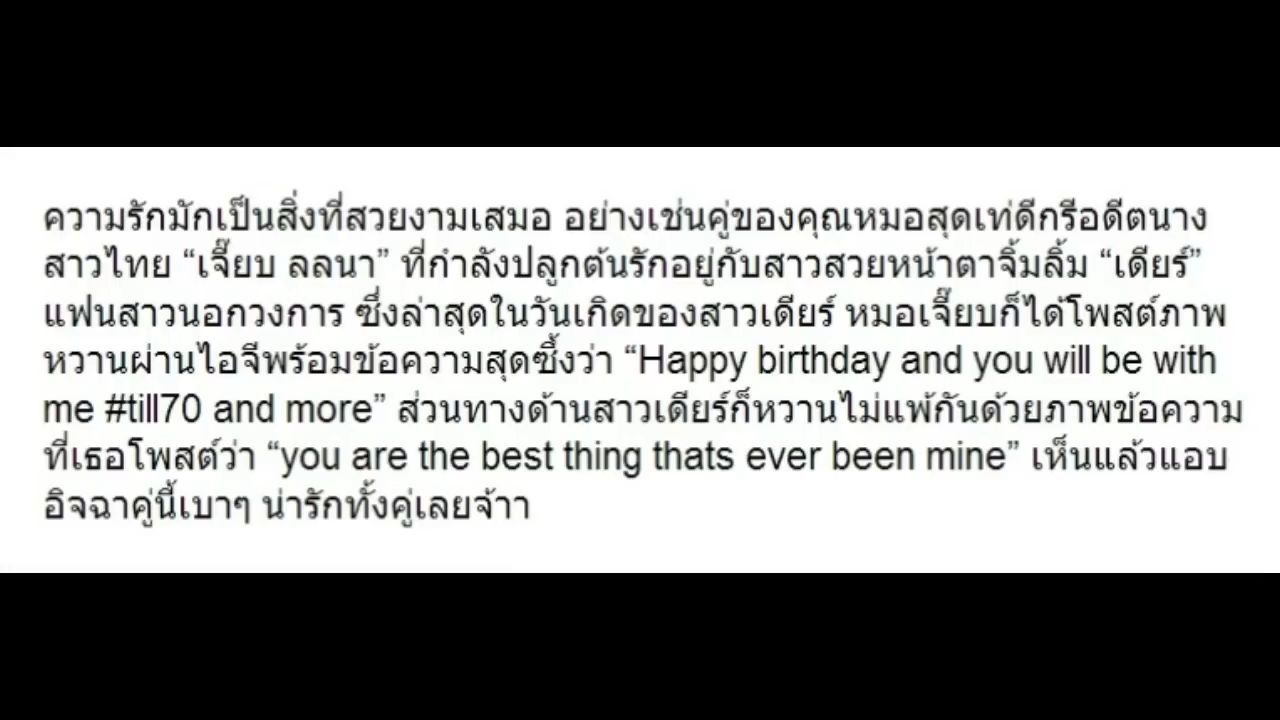 ความรักมักเป็นสิ่งที่สวยงามเสมอ อย่างเช่นคู่ของคุณหมอสุดเท่ดีกรีอดีตนาง
สาวไทย “เจี๊ยบ ลลนา” ที่กำลังปลูกต้นรักอยู่กับสาวสวยหน้าตาจิ้มลิ้ม “เดียร์”
แฟนสาวนอกวงการ ซึ่งล่าสุดในวันเกิดของสาวเดียร์ หมอเจี๊ยบก็ได้โพสต์ภาพ
หวานผ่านไอจีพร้อมข้อความสุดซึ้งว่า “Happy birthday and you will be with
me #till70 and more” ส่วนทางด้านสาวเดียร์ก็หวานไม่แพ้กันด้วยภาพข้อความ
ที่เธอโพสต์ว่า “you are the best thing thats ever been mine” เห็นแล้วแอบ
อิจฉาคู่นี้เบาๆ น่ารักทั้งคู่เลยจ้าา